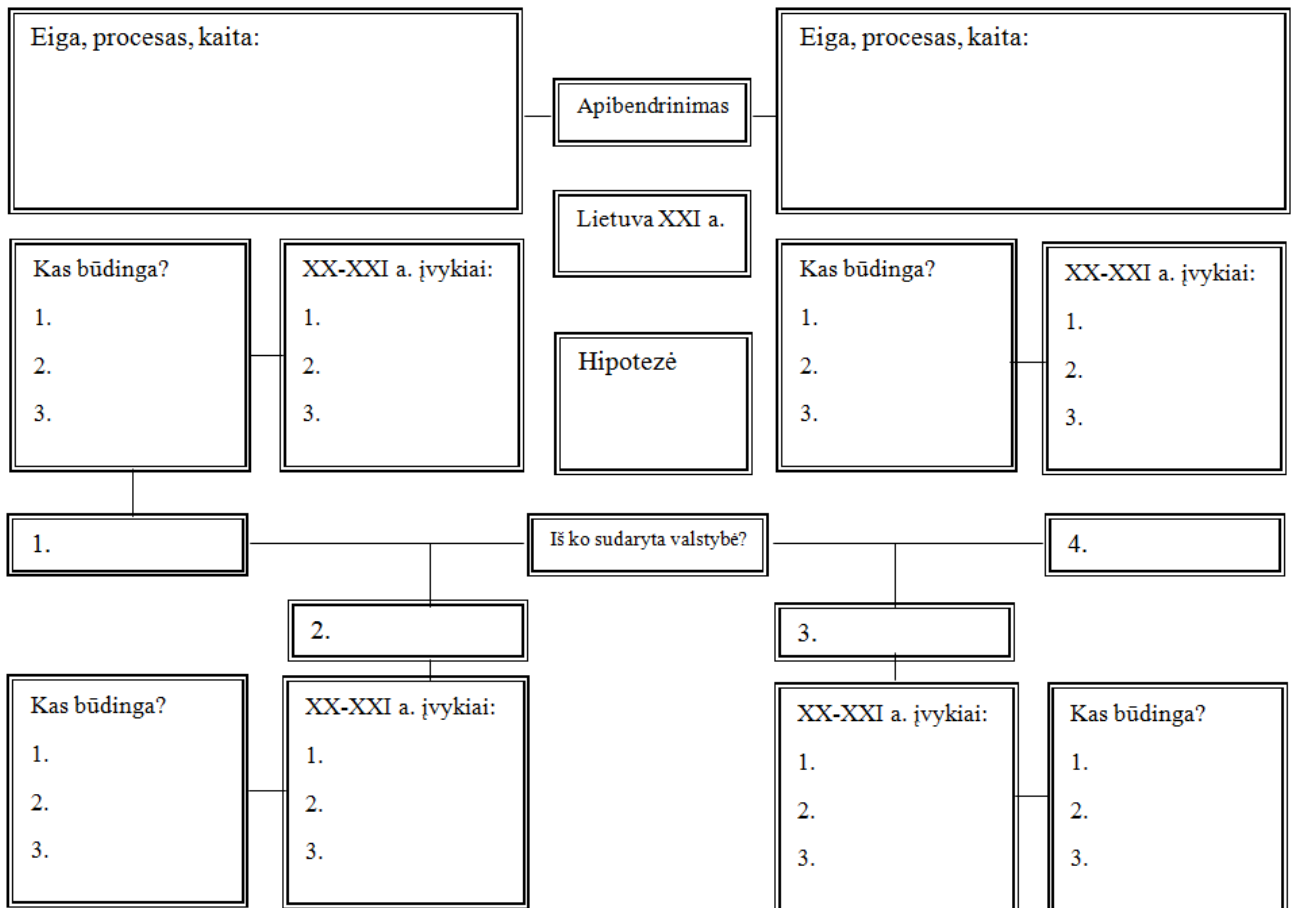 Eiga, procesas, kaita:
Apibendrinimas
Eiga, procesas, kaita:
Lietuva XXI a.
Kas būdinga?
1.
2.
3.
XX-XXI a. įvykiai:
1.
2.
3.
Hipotezė
Kas būdinga?
1.
2.
3.
XX-XXI a. įvykiai:
1.
2.
3.
1.
Iš ko sudaryta valstybė?
4.
2.
3.
Kas būdinga?
1.
2.
3.
XX-XXI a. įvykiai:
1.
2.
3.
XX-XXI a. įvykiai:
1.
2.
3.
Kas būdinga?
1.
2.
3.